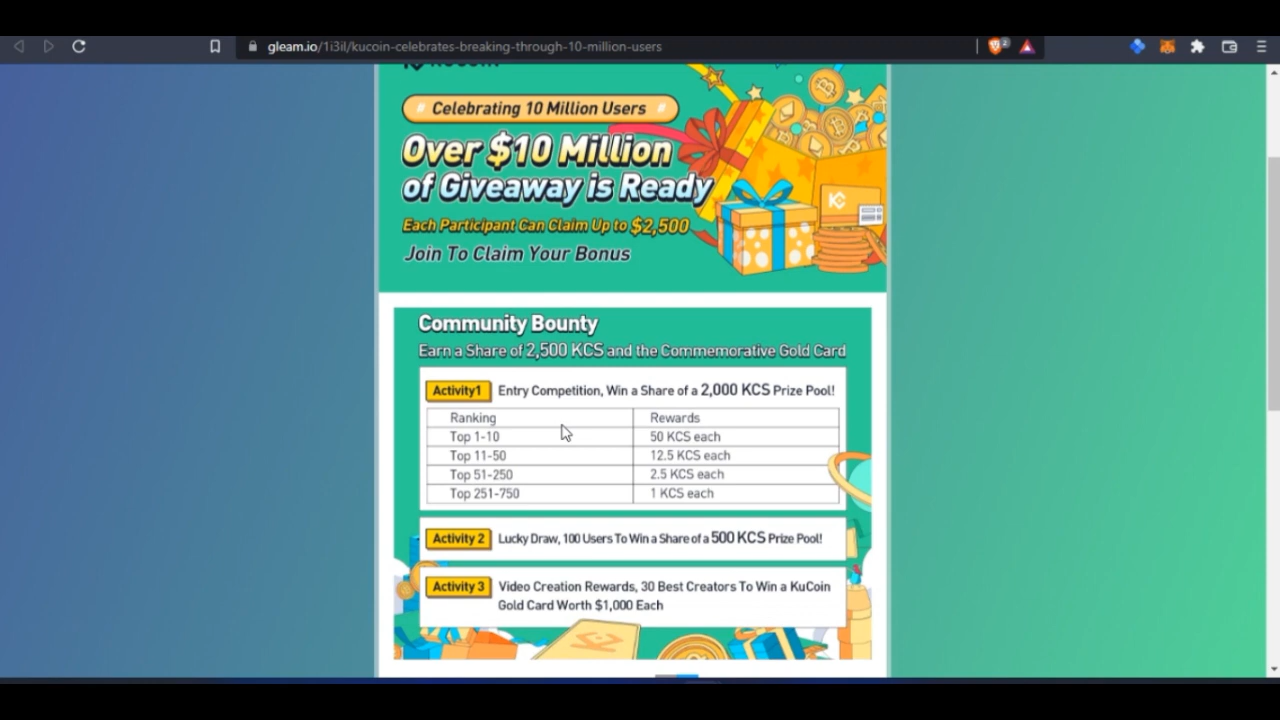 gleam.io/1i3il/kucoin-celebrates-breaking-through-10-million-users
2
KUCOIN
Celebrating 10 Million Users
Over $10 Million
of Giveaway is Ready
Each Participant Can Claim Up to $2,500
Join To Claim Your Bonus
KC
Community Bounty
Earn a Share of 2,500 KCS and the Commemorative Gold Card
Activity1 Entry Competition, Win a Share of a 2,000 KCS Prize Pool!
Ranking Rewards
Top 1-10 50 KCS each
Top 11-50 12.5 KCS each
Top 51-250 2.5 KCS each
Top 251-750 1 KCS each
Activity 2 Lucky Draw, 100 Users To Win a Share of a 500 KCS Prize Pool!
Activity 3 Video Creation Rewards, 30 Best Creators To Win a KuCoin
Gold Card Worth $1,000 Each